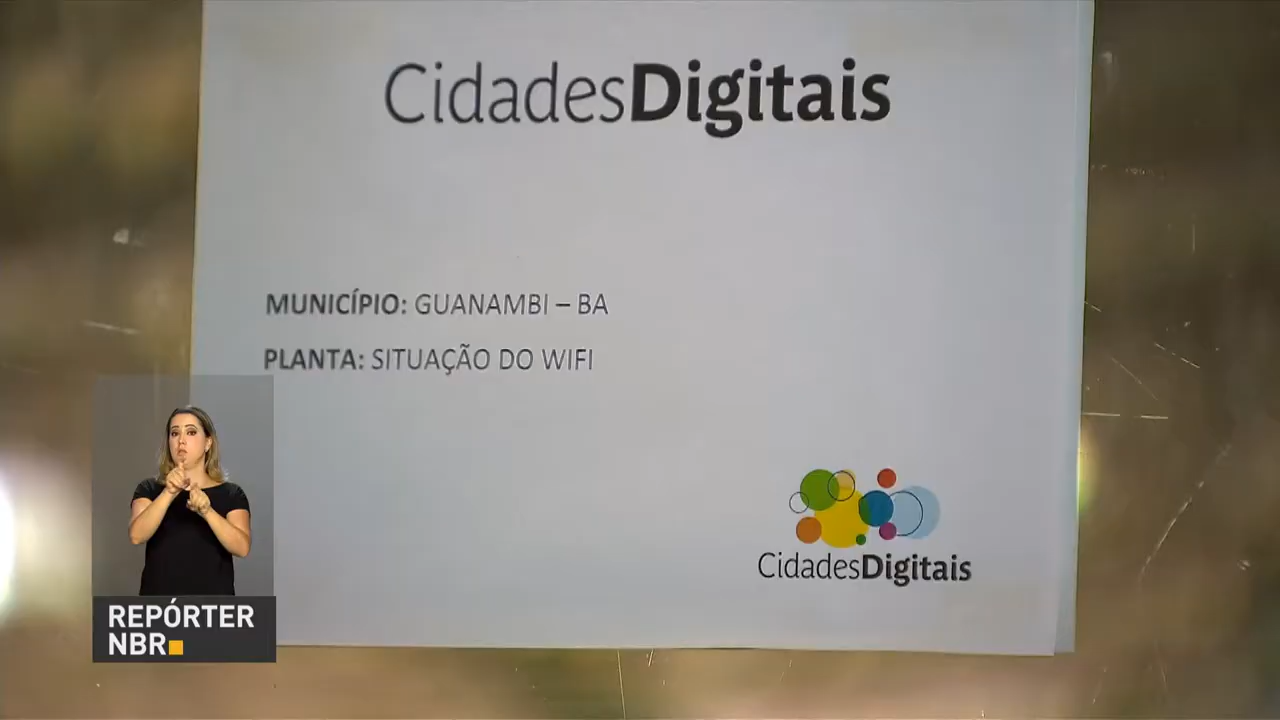 CidadesDigitais
MUNICÍPIO: GUANAMBI – BA
PLANTA: SITUAÇÃO DO WIFI
CidadesDigitais
REPÓRTER
NBR